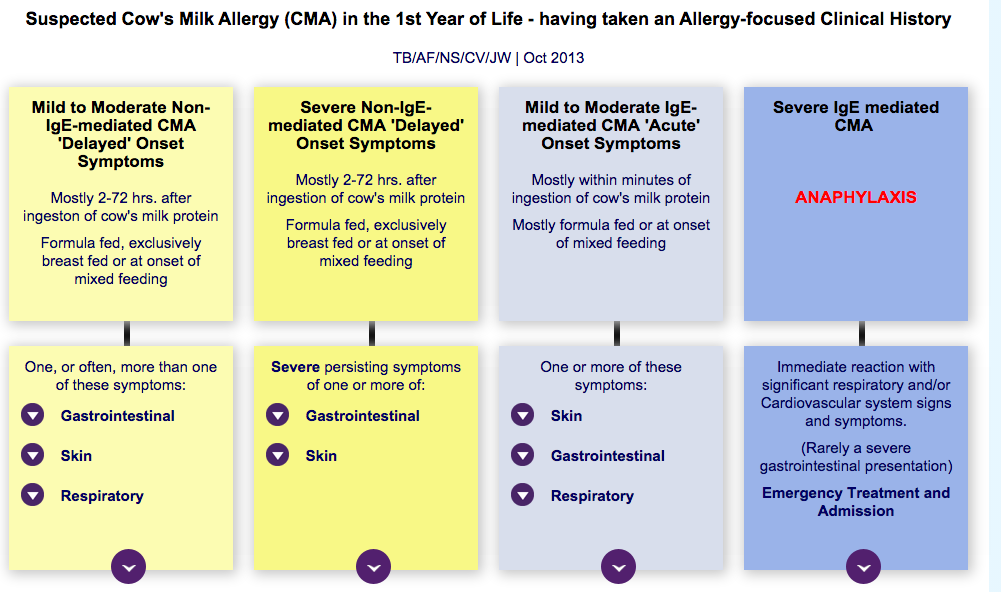 Suspected Cow's Milk Allergy (CMA) in the 1st Year of Life - having taken an Allergy-focused Clinical History
TB/AF/NS/CV/JW | Oct 2013
Mild to Moderate Non-
IgE-mediated CMA
'Delayed' Onset
Symptoms
Mostly 2-72 hrs. after
ingeston of cow's milk protein
Formula fed, exclusively
breast fed or at onset of
mixed feeding
One, or often, more than one
of these symptoms:
Gastrointestinal
Skin
Respiratory
Severe Non-IgE-
mediated CMA 'Delayed'
Onset Symptoms
Mostly 2-72 hrs. after
ingestion of cow's milk protein
Formula fed, exclusively
breast fed or at onset of
mixed feeding
Severe persisting symptoms
of one or more of:
Gastrointestinal
Skin
Mild to Moderate IgE-
mediated CMA 'Acute'
Onset Symptoms
Mostly within minutes of
ingestion of cow's milk protein
Mostly formula fed or at onset
of mixed feeding
One or more of these
symptoms:
Skin
Gastrointestinal
Respiratory
Severe IgE mediated
CMA
ANAPHYLAXIS
Immediate reaction with
significant respiratory and/or
Cardiovascular system signs
and symptoms.
(Rarely a severe
gastrointestinal presentation)
Emergency Treatment and
Admission